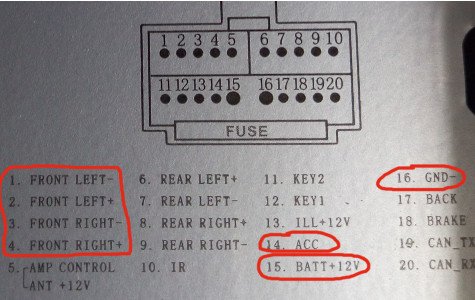 1 2 3 4 5 6 7 8 9 10
11 12 13 14 15 16 17 18 19 20
FUSE
1. FRONT LEFT- 6. REAR LEFT+ 11. KEY2 16. GND-
2. FRONT LEFT+ 7. REAR LEFT- 12. KEY1 17. BACK
3. FRONT RIGHT- 8. REAR RIGHT+ 13. ILL+12V 18. BRAKE
4. FRONT RIGHT+ 9. REAR RIGHT- 14. ACC 19. CAN_TX
5. AMP CONTROL 10. IR 15. BATT+12V 20. CAN_RX
ANT +12V